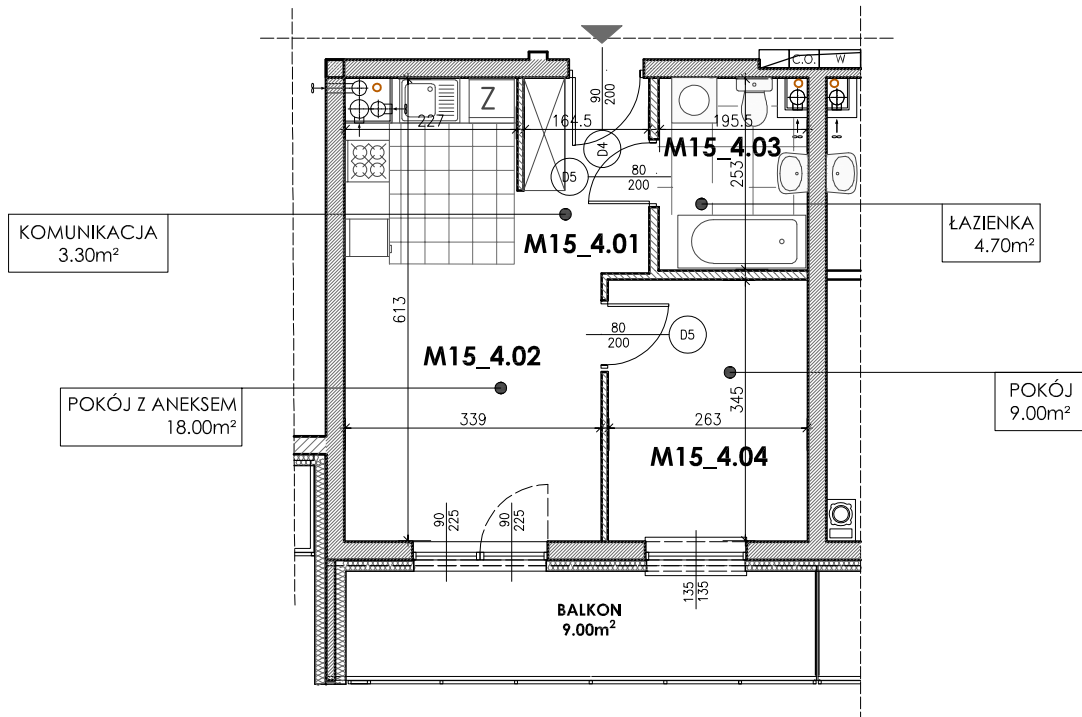 C.O. W
Z
227
164.5
195.5
90
200
D4
M15_4.03
D5
80
200
253
KOMUNIKACJA
3.30m²
M15_4.01
ŁAZIENKA
4.70m²
613
80
200
D5
M15_4.02
POKÓJ Z ANEKSEM
18.00m²
345
POKÓJ
9.00m²
339
263
M15_4.04
90
225
90
225
135
135
BALKON
9.00m²